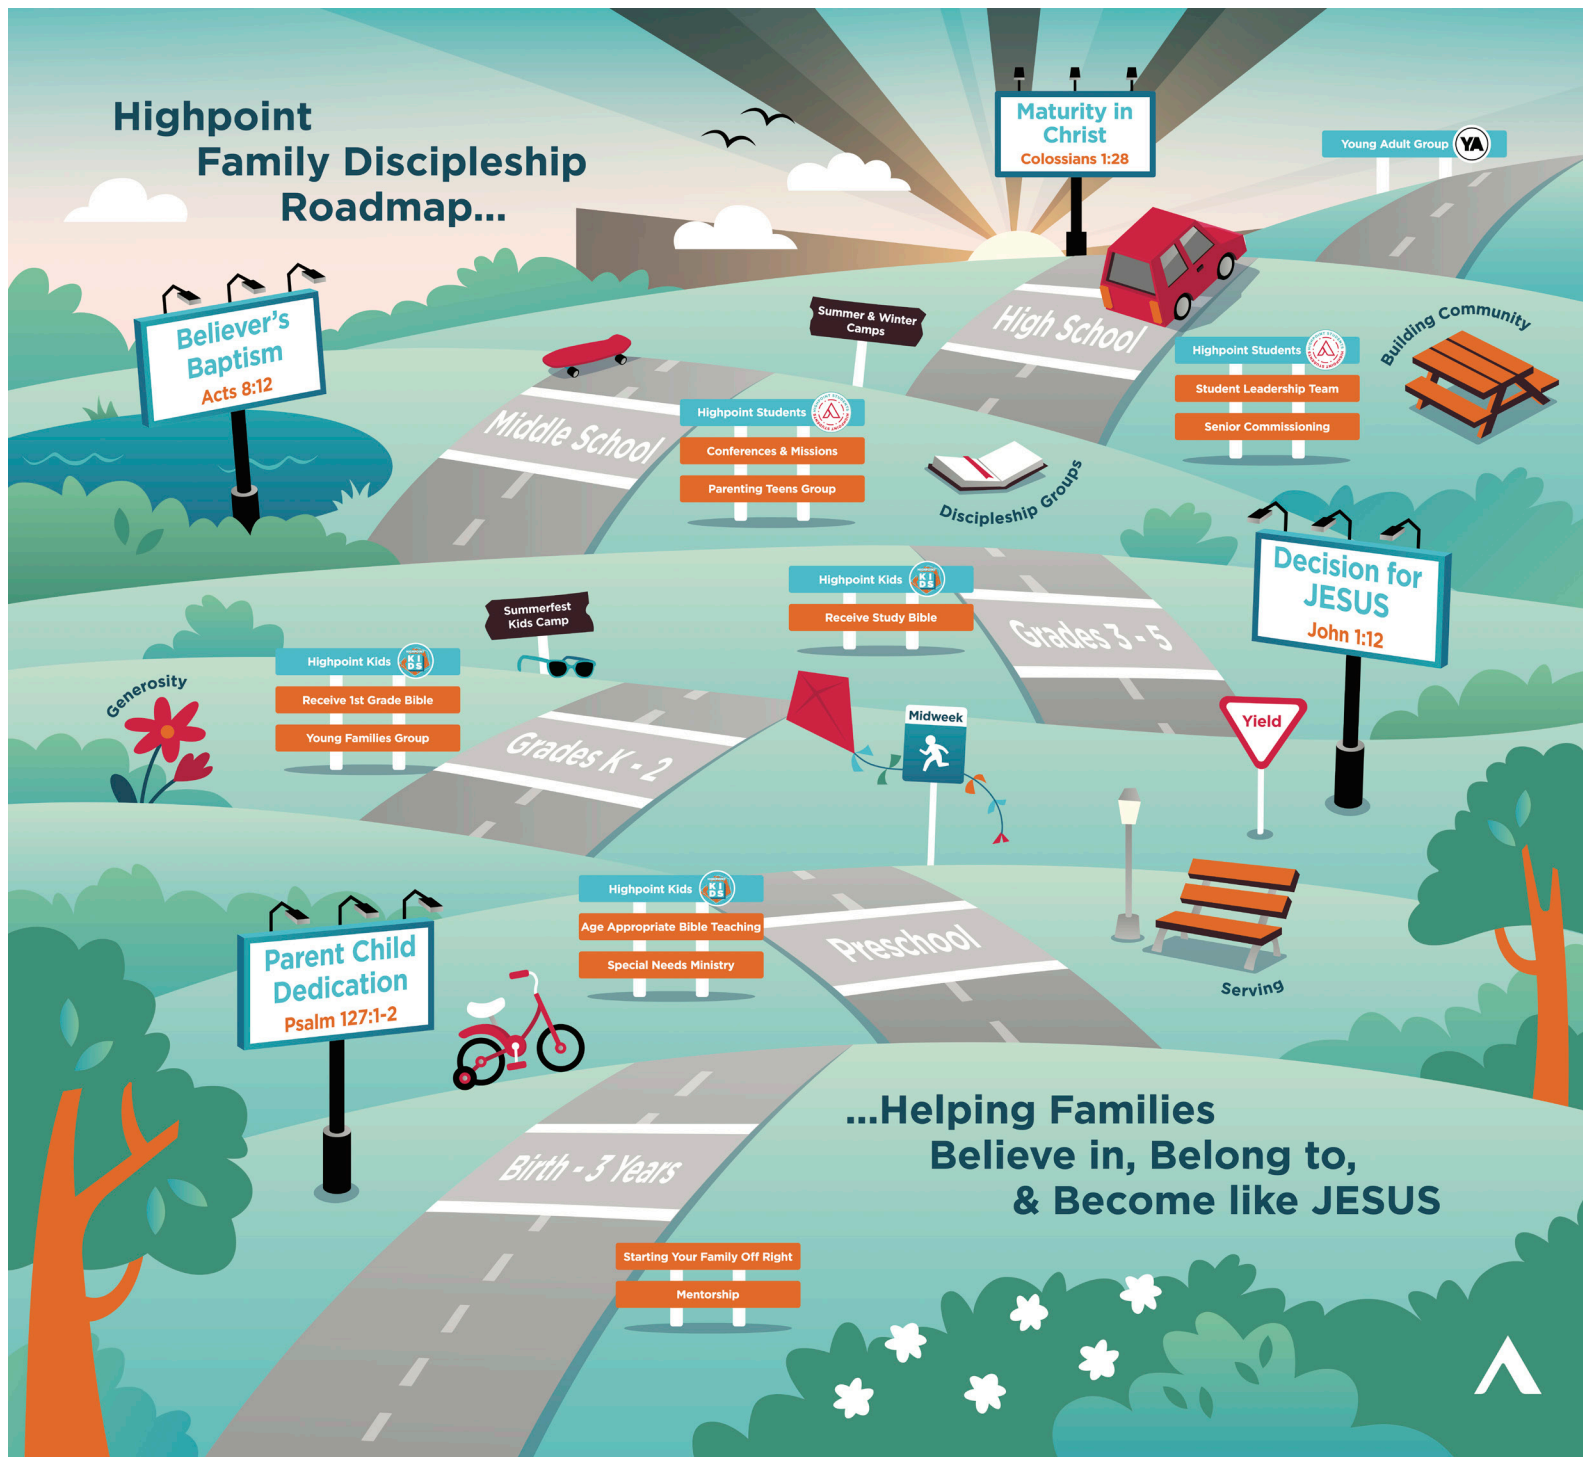 Highpoint
Family Discipleship
Roadmap...
Maturity in
Christ
Colossians 1:28
Young Adult Group YA
Believer's
Baptism
Acts 8:12
Summer & Winter
Camps
High School
Highpoint Students
Student Leadership Team
Senior Commissioning
Building Community
Middle School
Highpoint Students
Conferences & Missions
Parenting Teens Group
Discipleship Groups
Decision for
JESUS
John 1:12
Highpoint Kids KIDS
Receive Study Bible
Grades 3 - 5
Summerfest
Kids Camp
Highpoint Kids KIDS
Receive 1st Grade Bible
Young Families Group
Generosity
Grades K - 2
Midweek
Yield
Highpoint Kids KIDS
Age Appropriate Bible Teaching
Special Needs Ministry
Preschool
Serving
Parent Child
Dedication
Psalm 127:1-2
...Helping Families
Believe in, Belong to,
& Become like JESUS
Birth - 3 Years
Starting Your Family Off Right
Mentorship